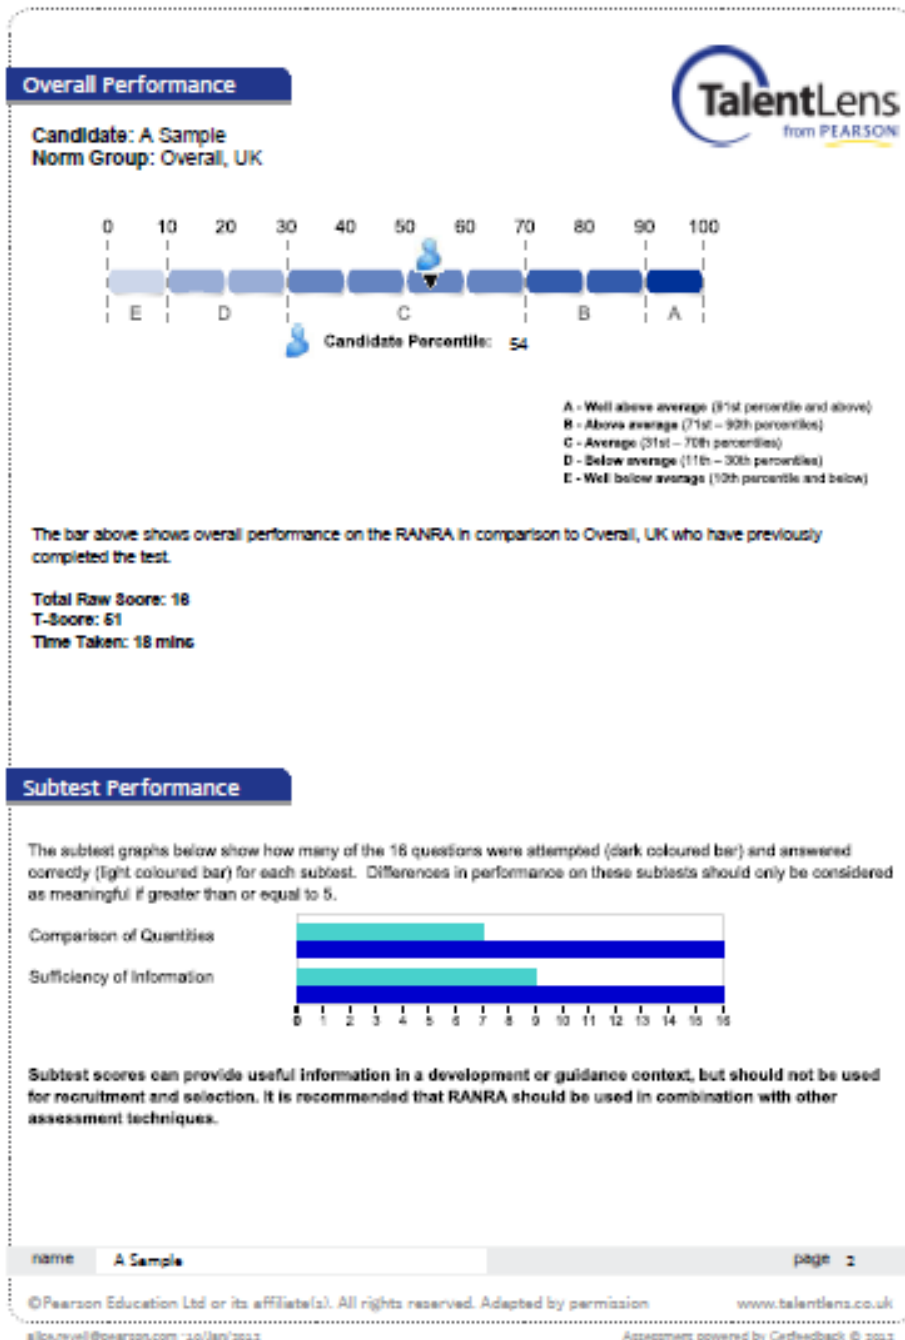 Overall Performance
TalentLens
from PEARSON
Candidate: A Sample
Norm Group: Overall, UK
0 10 20 30 40 50 60 70 80 90 100
E D C B A
Candidate Percentile: 54
A - Well above average (91st percentile and above)
B - Above average (71st – 90th percentiles)
C - Average (31st – 70th percentiles)
D - Below average (11th – 30th percentiles)
E - Well below average (10th percentile and below)
The bar above shows overall performance on the RANRA in comparison to Overall, UK who have previously
completed the test.
Total Raw Score: 16
T-Score: 51
Time Taken: 18 mins
Subtest Performance
The subtest graphs below show how many of the 16 questions were attempted (dark coloured bar) and answered
correctly (light coloured bar) for each subtest. Differences in performance on these subtests should only be considered
as meaningful if greater than or equal to 5.
Comparison of Quantities
Sufficiency of Information
0 1 2 3 4 5 6 7 8 9 10 11 12 13 14 15 16
Subtest scores can provide useful information in a development or guidance context, but should not be used
for recruitment and selection. It is recommended that RANRA should be used in combination with other
assessment techniques.
name A Sample page 2
©Pearson Education Ltd or its affiliate(s). All rights reserved. Adapted by permission www.talentlens.co.uk
Assessment powered by Cerfeedback © 2012